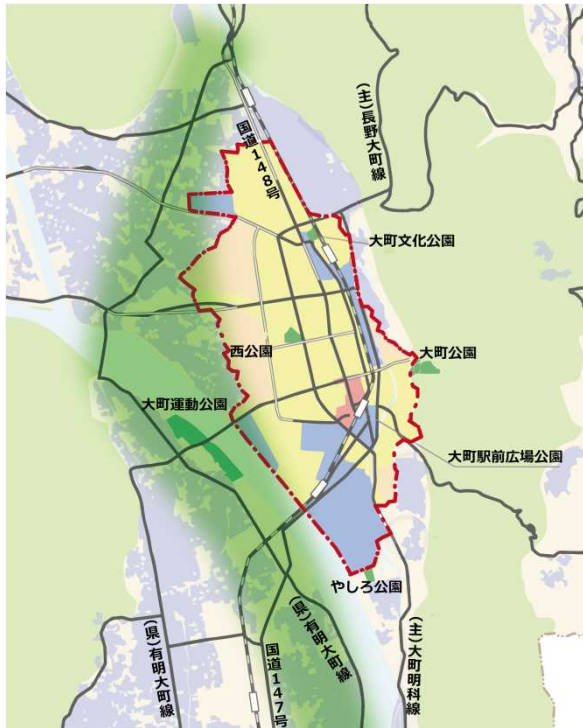 国道148号
(主)長野大町線
大町文化公園
西公園
大町公園
大町運動公園
大町駅前広場公園
やしろ公園
(県)有明大町線
国道147号
(県)有明大町線
(主)大町明科線